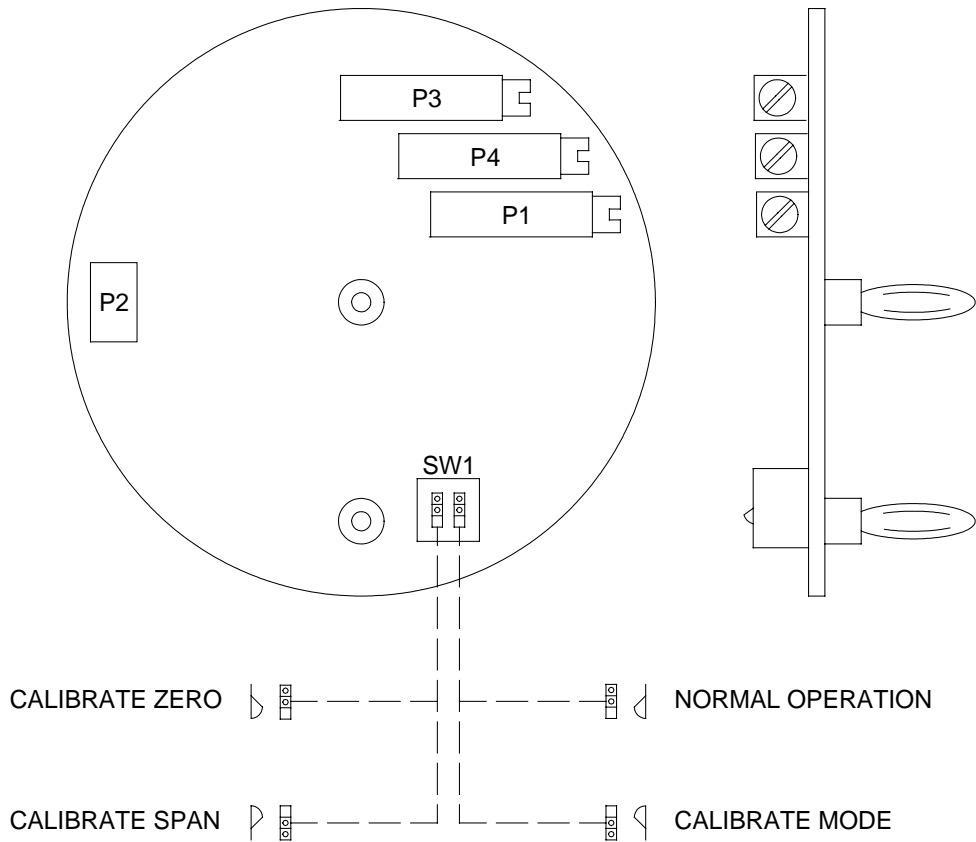 P3
P4
P1
P2
SW1
CALIBRATE ZERO
NORMAL OPERATION
CALIBRATE SPAN
CALIBRATE MODE